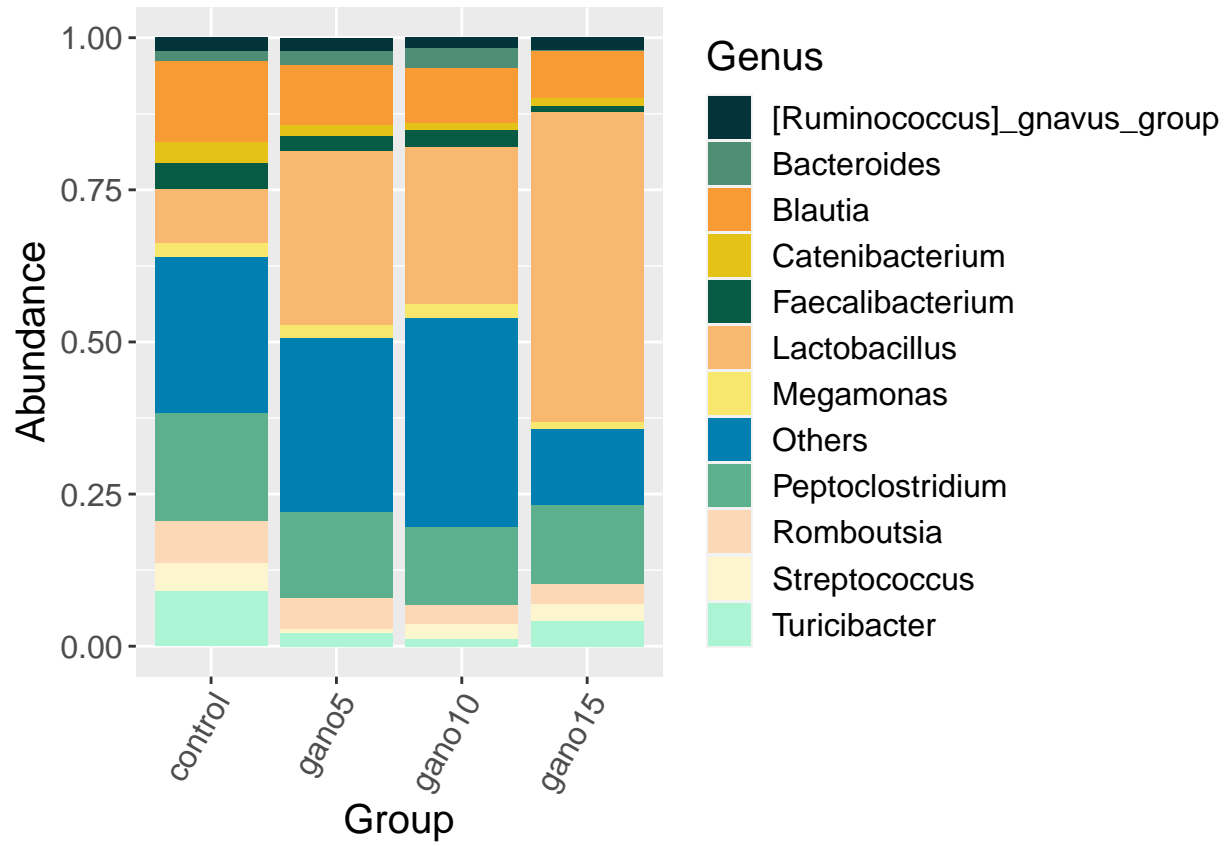 1.00
0.75
0.50
0.25
0.00
Abundance
control
gano5
gano10
gano15
Group
Genus
[Ruminococcus]_gnavus_group
Bacteroides
Blautia
Catenibacterium
Faecalibacterium
Lactobacillus
Megamonas
Others
Peptoclostridium
Romboutsia
Streptococcus
Turicibacter